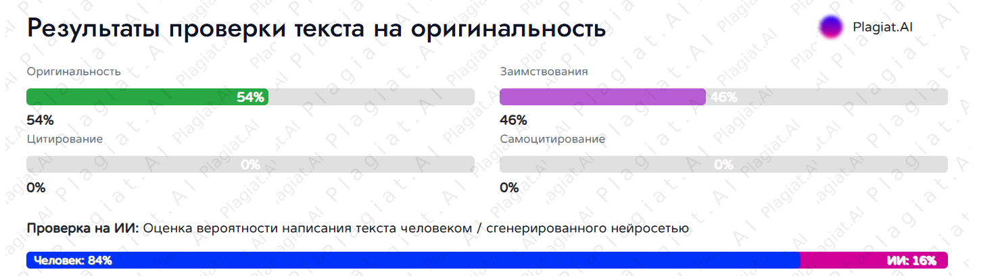 Результаты проверки текста на оригинальность
Plagiat.AI
Оригинальность
54%
54%
Заимствования
46%
46%
Цитирование
0%
0%
Самоцитирование
0%
0%
Проверка на ИИ: Оценка вероятности написания текста человеком / сгенерированного нейросетью
Человек: 84%
ИИ: 16%